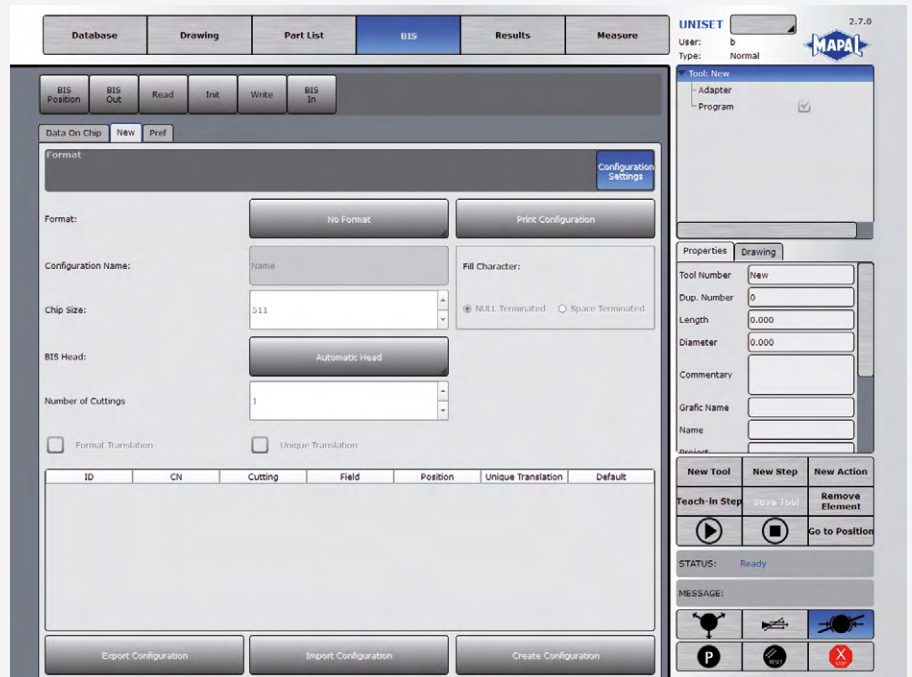 Database Drawing Part List BIS Results Measure
UNISET
2.7.0
User: b
Type: Normal
MAPAL
BIS Position
BIS Out
Read
Init
Write
BIS In
Data On Chip New Pref
Format
Configuration Settings
Format: No Format Print Configuration
Configuration Name: Name
Fill Character:
Chip Size: 511
NULL Terminated Space Terminated
BIS Head: Automatic Head
Number of Cuttings 1
Format Translation Unique Translation
ID CN Cutting Field Position Unique Translation Default
Export Configuration Import Configuration Create Configuration
Tool: New
Adapter
Program
Properties Drawing
Tool Number New
Dup. Number 0
Length 0.000
Diameter 0.000
Commentary
Grafic Name
Name
Project
New Tool New Step New Action
Teach-in Step Save Tool Remove Element
Go to Position
STATUS: Ready
MESSAGE:
P RESET STOP